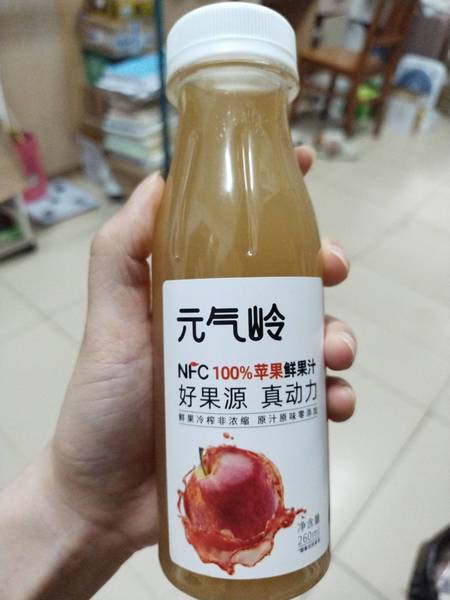 元气岭
NFC 100%苹果鲜果汁
好果源 真动力
鲜果冷榨非浓缩 原汁原味零添加
净含量
260ml